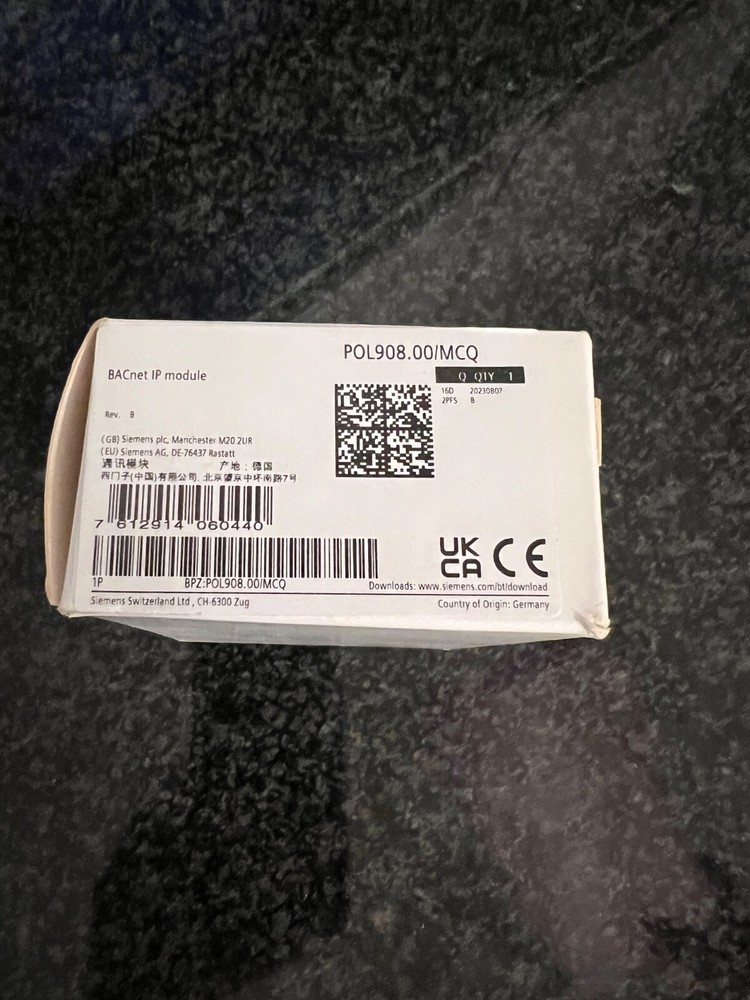 POL908.00/MCQ
BACnet IP module
Q QTY 1
16D 20230807
2PFS B
Rev. B
(GB) Siemens plc, Manchester M20 2UR
(EU) Siemens AG, DE-76437 Rastatt
通讯模块 产地：德国
西门子(中国)有限公司, 北京望京中环南路7号
7 612914 060440
UK CA CE
1P BPZ:POL908.00/MCQ Downloads: www.siemens.com/bt/download
Siemens Switzerland Ltd, CH-6300 Zug Country of Origin: Germany